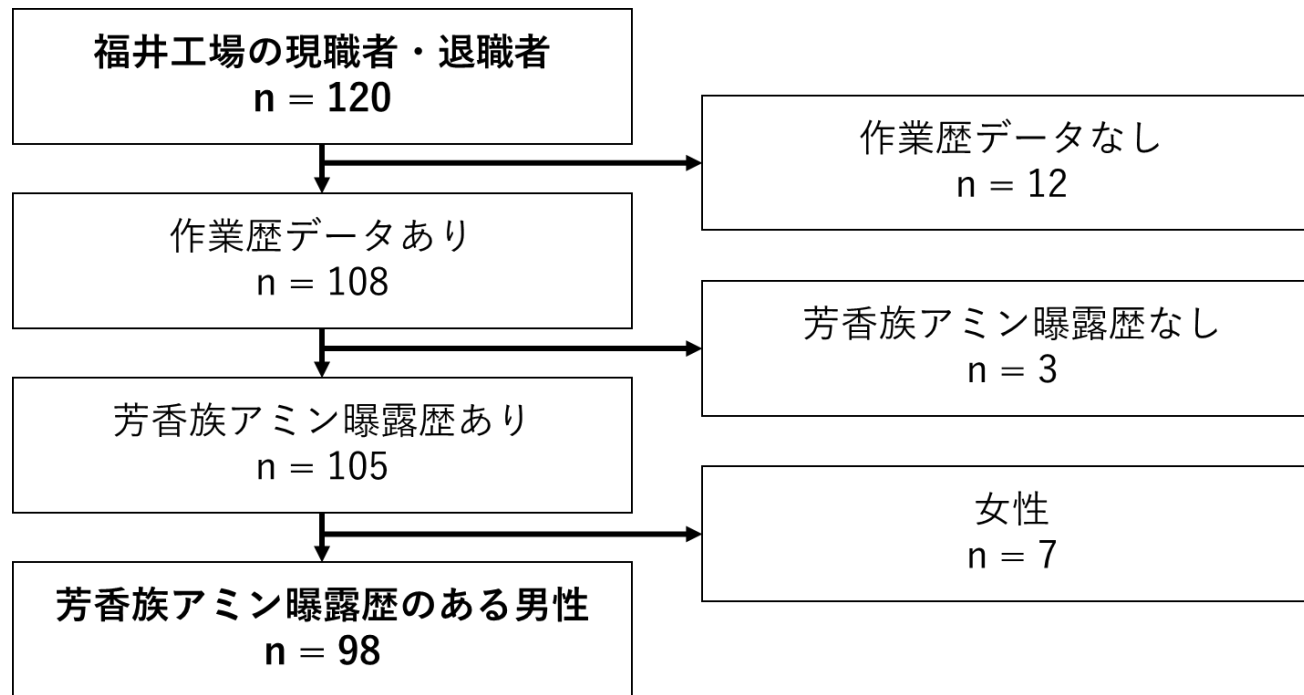 福井工場の現職者・退職者
n = 120
作業歴データなし
n = 12
作業歴データあり
n = 108
芳香族アミン曝露歴なし
n = 3
芳香族アミン曝露歴あり
n = 105
女性
n = 7
芳香族アミン曝露歴のある男性
n = 98